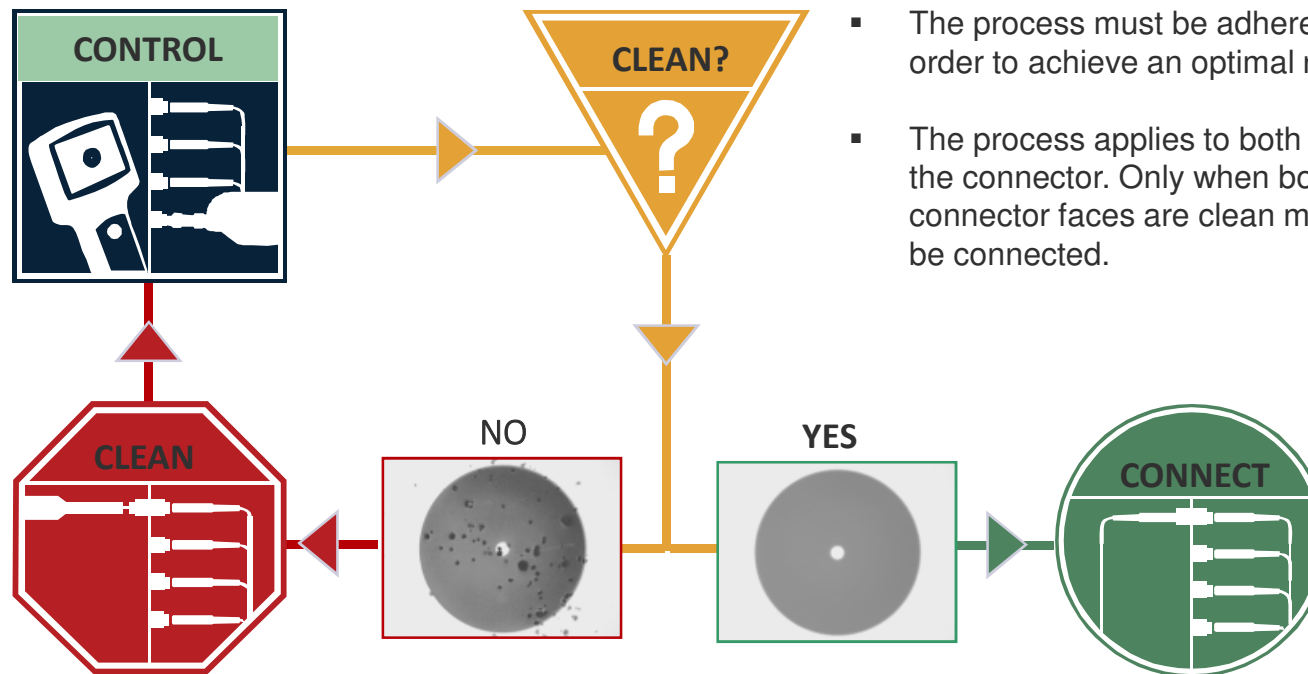 CONTROL
CLEAN?
?
▪ The process must be adhere
order to achieve an optimal
▪ The process applies to both
the connector. Only when bo
connector faces are clean m
be connected.
NO
YES
CLEAN
CONNECT